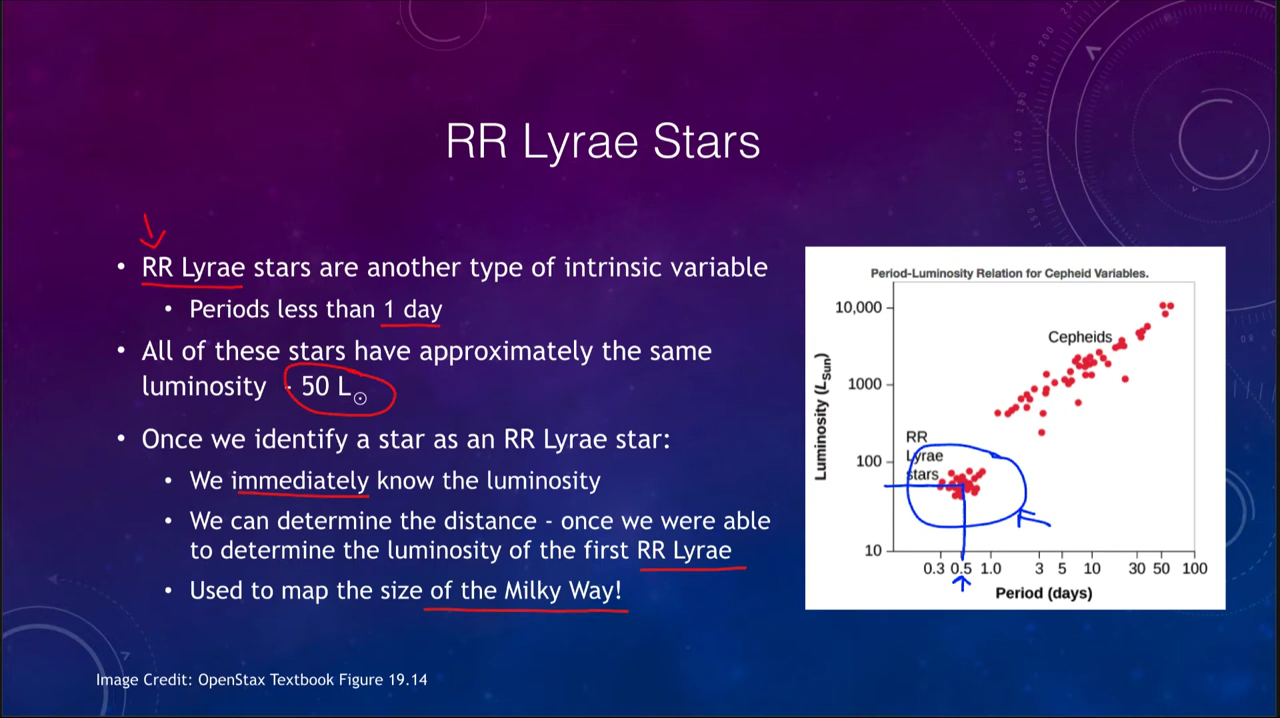 RR Lyrae Stars
• RR Lyrae stars are another type of intrinsic variable
• Periods less than 1 day
• All of these stars have approximately the same
luminosity - 50 L☉
• Once we identify a star as an RR Lyrae star:
• We immediately know the luminosity
• We can determine the distance - once we were able
to determine the luminosity of the first RR Lyrae
• Used to map the size of the Milky Way!
Image Credit: OpenStax Textbook Figure 19.14
Period-Luminosity Relation for Cepheid Variables.
Luminosity (LSun)
10,000
1000
100
10
Cepheids
RR
Lyrae
stars
0.3 0.5 1.0 3 5 10 30 50 100
Period (days)